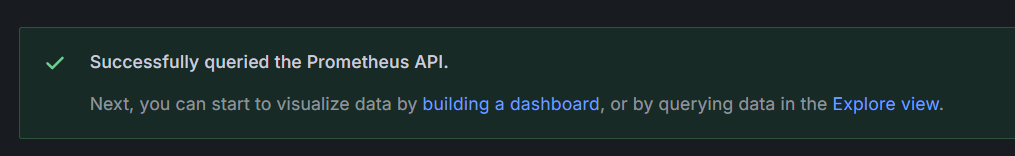 Successfully queried the Prometheus API.
Next, you can start to visualize data by building a dashboard, or by querying data in the Explore view.